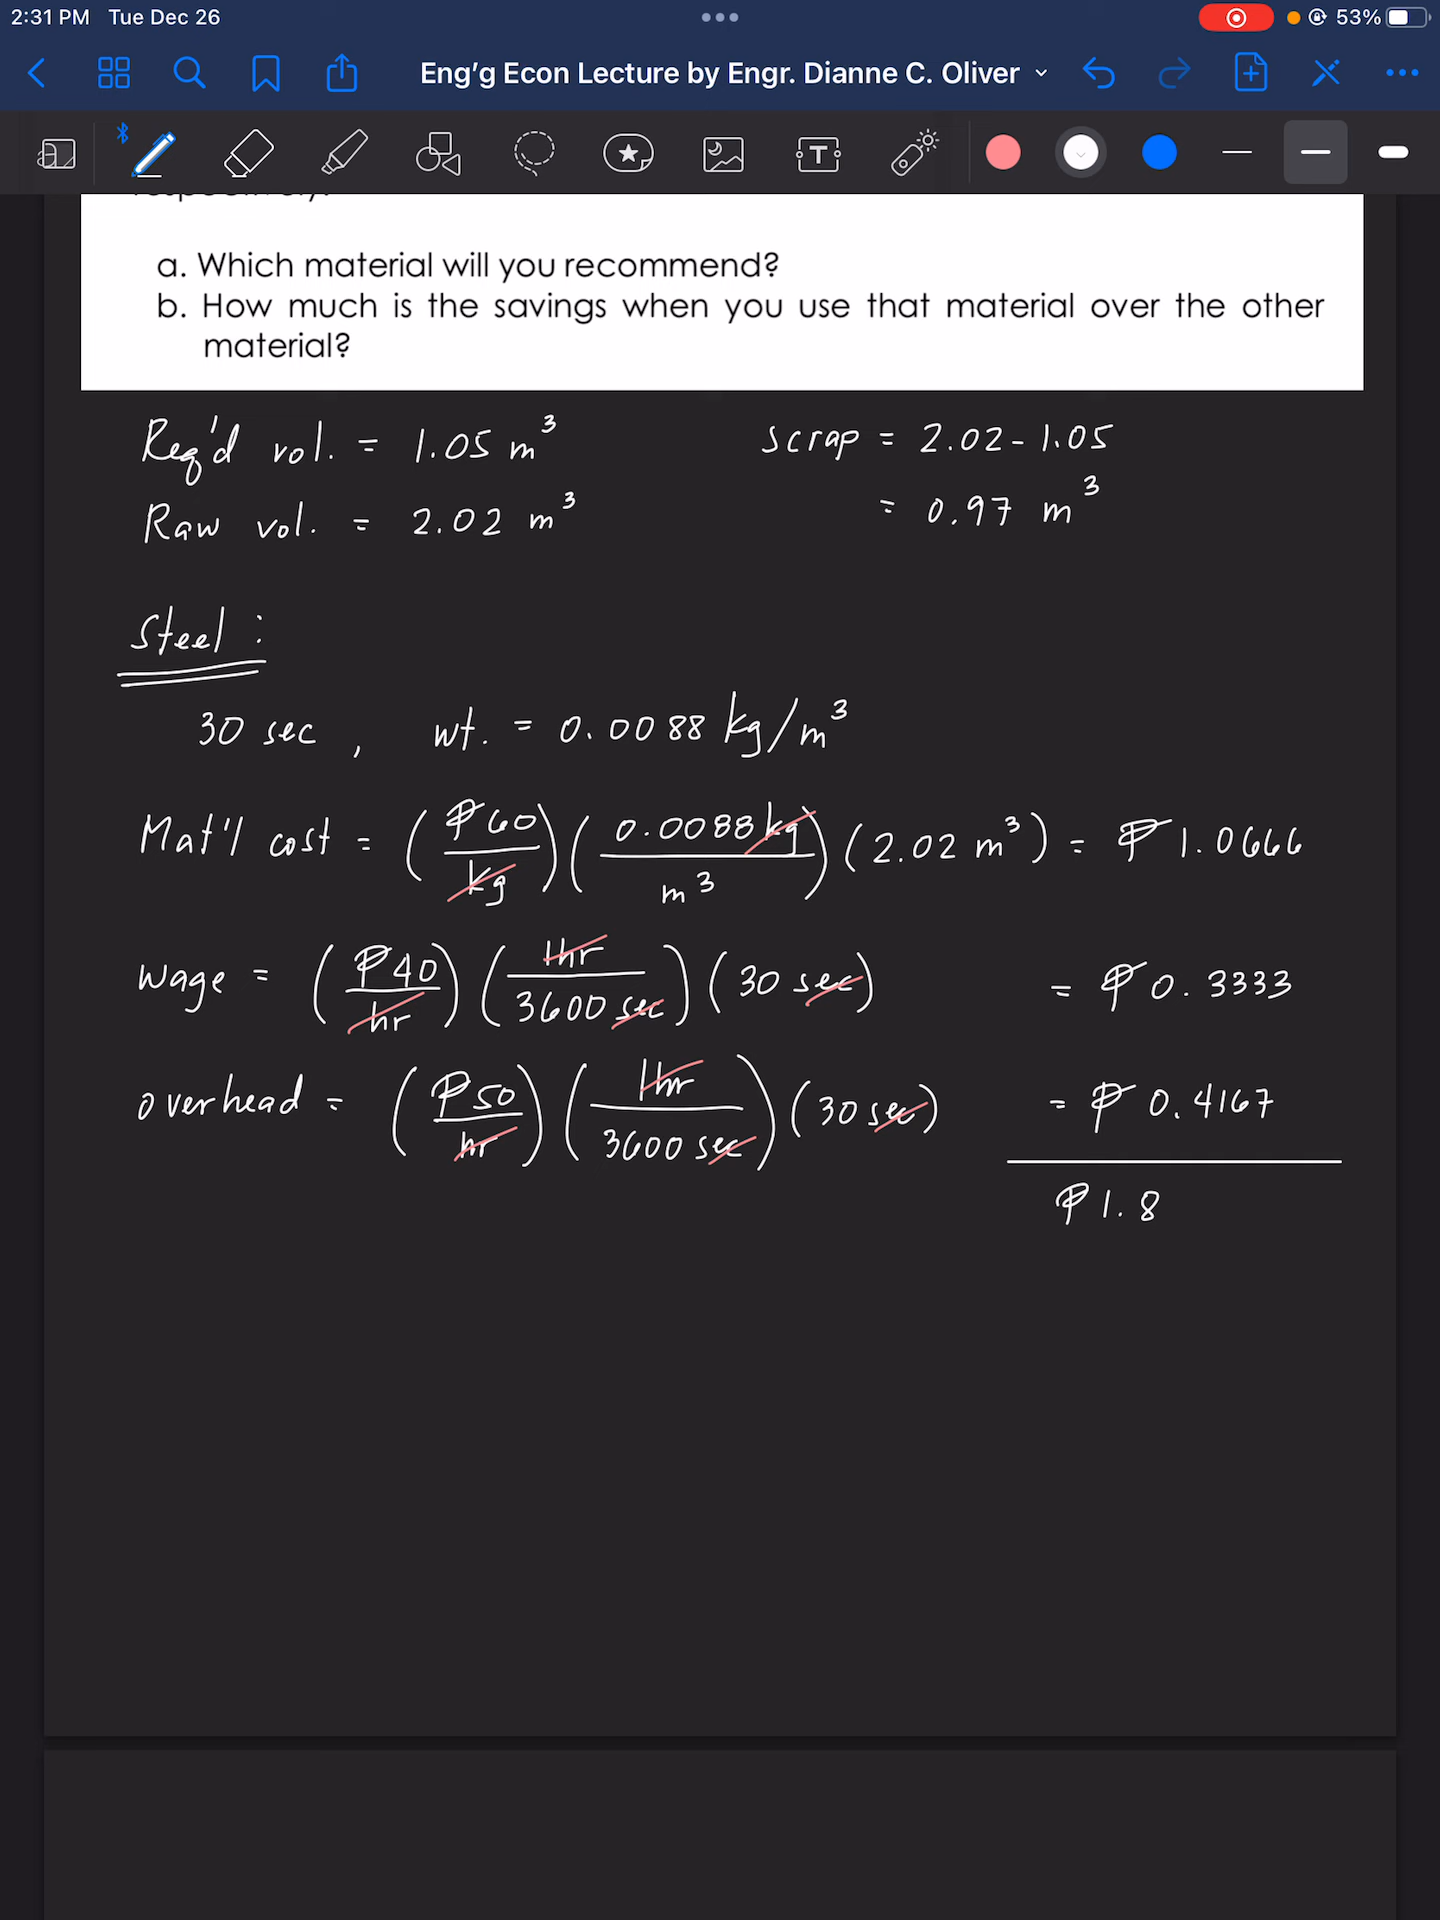 2:31 PM Tue Dec 26
53%
Eng'g Econ Lecture by Engr. Dianne C. Oliver
a. Which material will you recommend?
b. How much is the savings when you use that material over the other
material?
Req'd vol. = 1.05 m³
scrap = 2.02 - 1.05
Raw vol. = 2.02 m³
= 0.97 m³
Steel :
30 sec , wt. = 0.0088 kg/m³
Mat'l cost = (₱60/kg) (0.0088 kg/m³) (2.02 m³) = ₱ 1.0666
wage = (₱40/hr) (1hr/3600 sec) (30 sec) = ₱ 0.3333
overhead = (₱50/hr) (1hr/3600 sec) (30 sec) = ₱ 0.4167
₱ 1.8